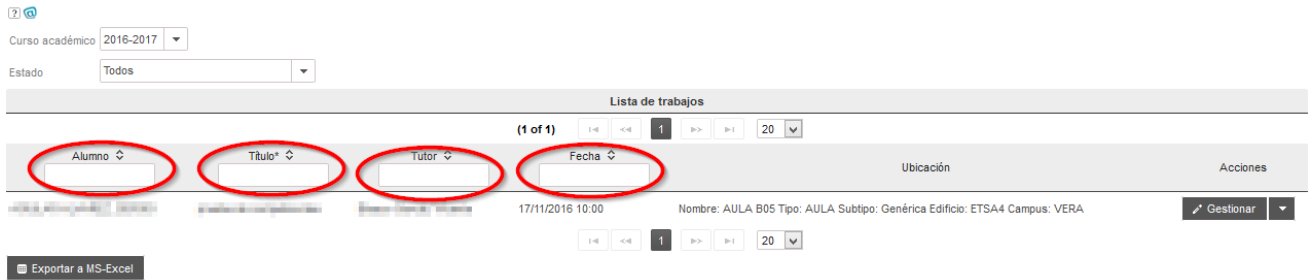 ?
Curso académico 2016-2017
Estado Todos
Lista de trabajos
(1 of 1) 1 20
Alumno Título* Tutor Fecha Ubicación Acciones
17/11/2016 10:00 Nombre: AULA B05 Tipo: AULA Subtipo: Genérica Edificio: ETSA4 Campus: VERA Gestionar
1 20
Exportar a MS-Excel